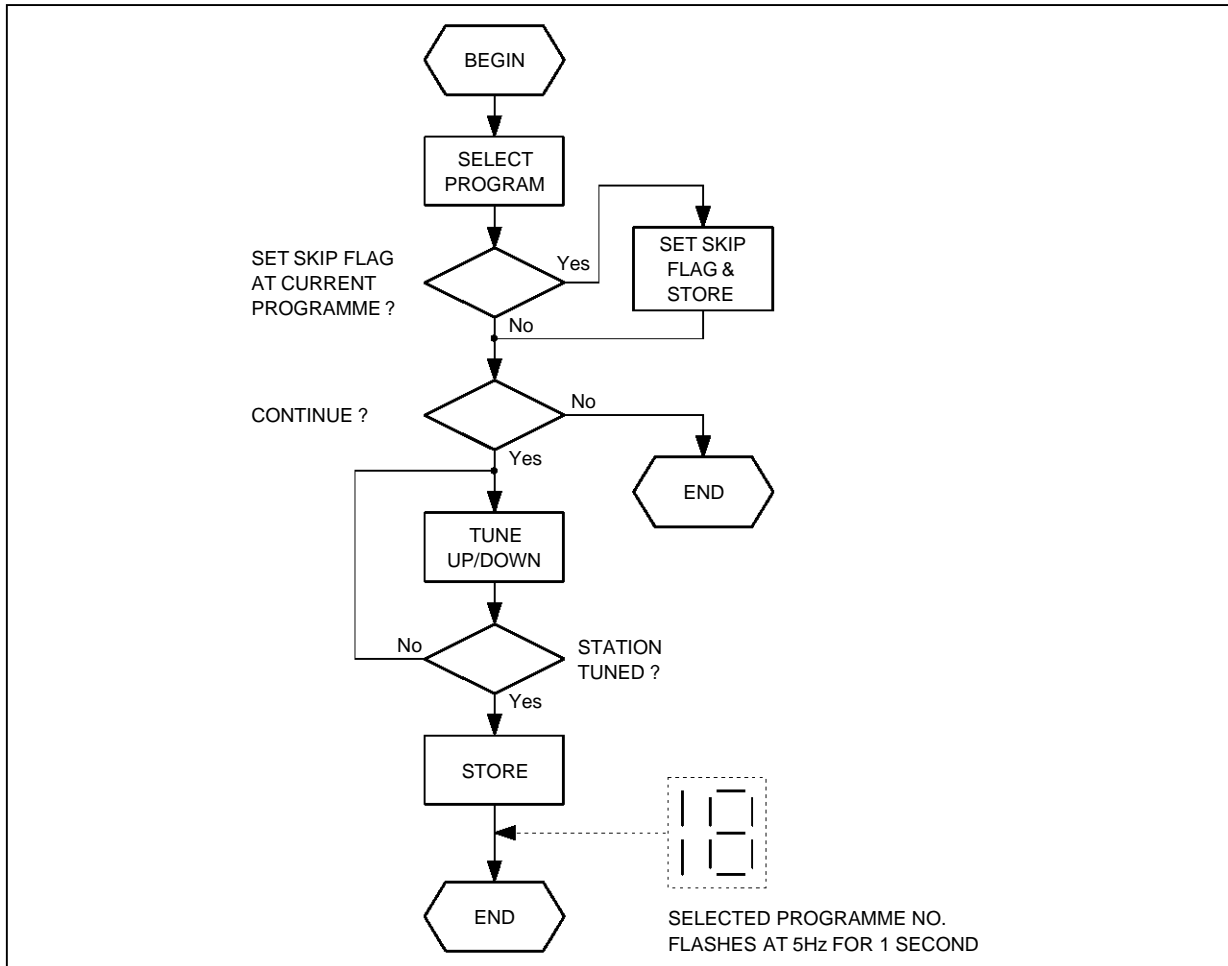 BEGIN
SELECT
PROGRAM
SET SKIP FLAG
AT CURRENT
PROGRAMME ?
Yes
SET SKIP
FLAG &
STORE
No
CONTINUE ?
No
Yes
END
TUNE
UP/DOWN
No
STATION
TUNED ?
Yes
STORE
18
END
SELECTED PROGRAMME NO.
FLASHES AT 5Hz FOR 1 SECOND